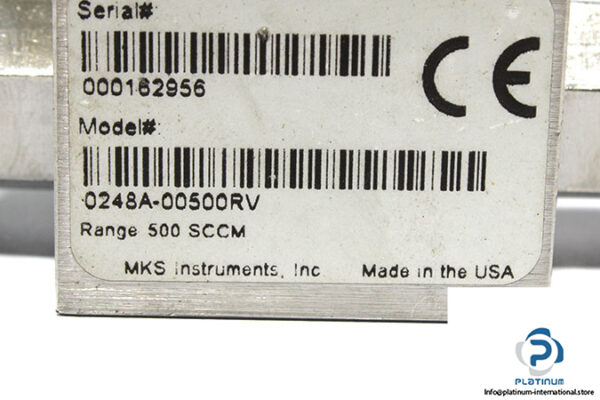 Serial#:
000162956
CE
Model#:
0248A-00500RV
Range 500 SCCM
MKS Instruments, Inc Made in the USA
PLATINUM
Info@platinum-international.store